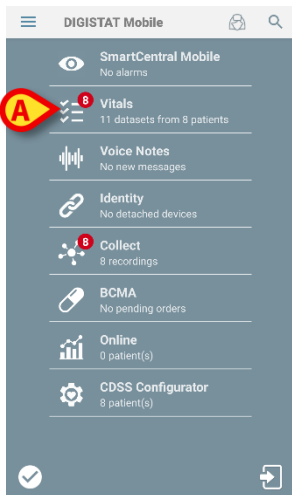 DIGISTAT Mobile
SmartCentral Mobile
No alarms
A
8
Vitals
11 datasets from 8 patients
Voice Notes
No new messages
Identity
No detached devices
8
Collect
8 recordings
BCMA
No pending orders
Online
0 patient(s)
CDSS Configurator
8 patient(s)